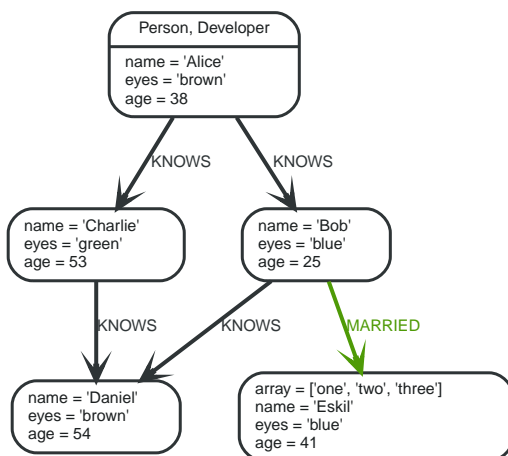 Person, Developer
name = 'Alice'
eyes = 'brown'
age = 38
KNOWS
KNOWS
name = 'Charlie'
eyes = 'green'
age = 53
name = 'Bob'
eyes = 'blue'
age = 25
KNOWS
KNOWS
MARRIED
name = 'Daniel'
eyes = 'brown'
age = 54
array = ['one', 'two', 'three']
name = 'Eskil'
eyes = 'blue'
age = 41